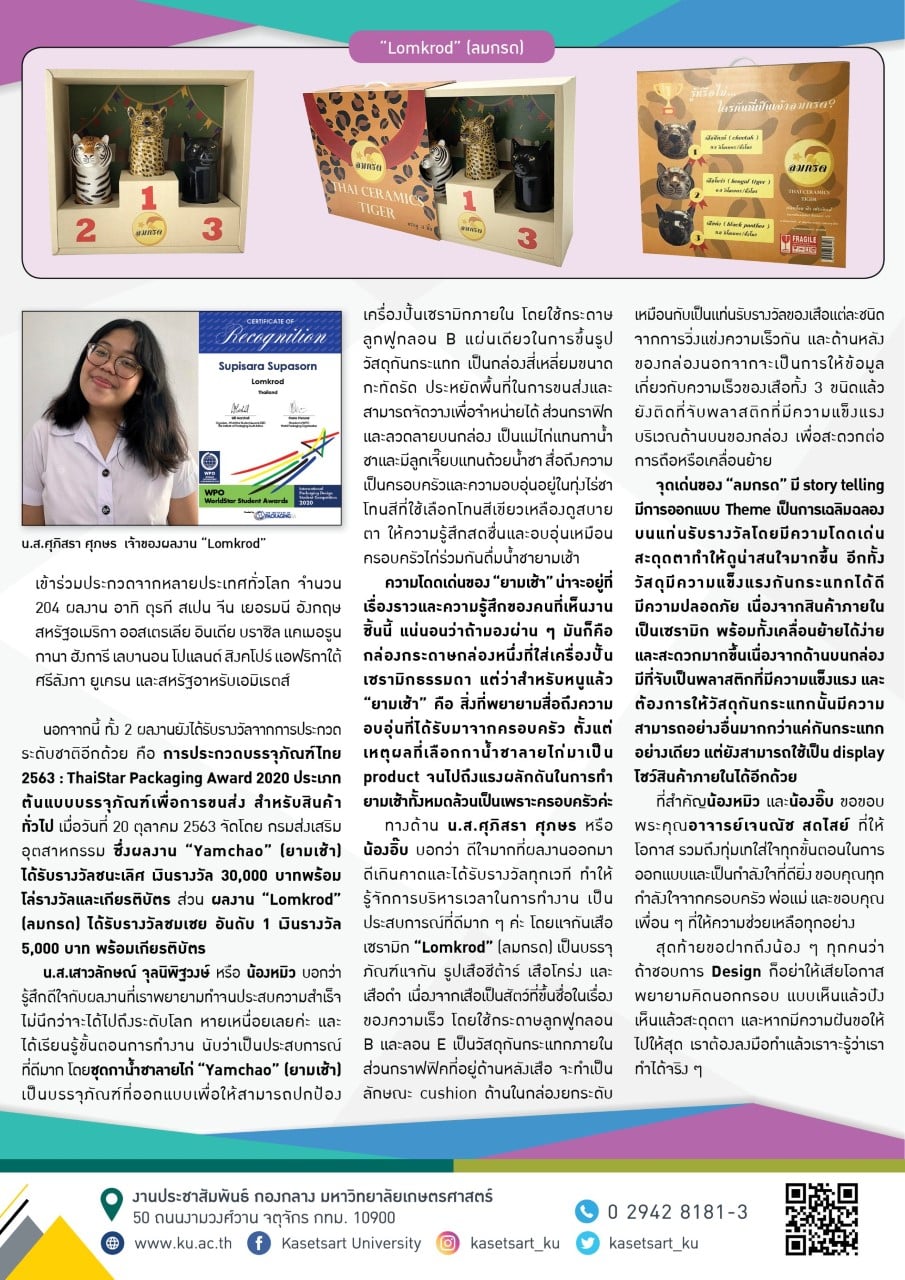 “Lomkrod” (ลมกรด)
2
1
3
ลมกรด
ลมกรด
THAI CERAMICS
TIGER
1
3
รู้หรือไม่...
ใครกันที่เป็นเจ้าลมกรด?
1
เสือชีตาห์ ( cheetah )
2
เสือโคร่ง ( bengal tiger )
3
เสือดำ ( black panther )
ลมกรด
THAI CERAMICS
TIGER
FRAGILE
CERTIFICATE OF
Recognition
Supisara Supasorn
Lomkrod
Thailand
WPO
WPO
WorldStar Student Awards
International
Packaging Design
Student Competition
2020
PACKAGING
น.ส.ศุภิสรา ศุภษร เจ้าของผลงาน “Lomkrod”
เข้าร่วมประกวดจากหลายประเทศทั่วโลก จำนวน
204 ผลงาน อาทิ ตุรกี สเปน จีน เยอรมนี อังกฤษ
สหรัฐอเมริกา ออสเตรเลีย อินเดีย บราซิล แคเมอรูน
กานา ฮังการี เลบานอน โปแลนด์ สิงคโปร์ แอฟริกาใต้
ศรีลังกา ยูเครน และสหรัฐอาหรับเอมิเรตส์
นอกจากนี้ ทั้ง 2 ผลงานยังได้รับรางวัลจากการประกวด
ระดับชาติอีกด้วย คือ การประกวดบรรจุภัณฑ์ไทย
2563 : ThaiStar Packaging Award 2020 ประเภท
ต้นแบบบรรจุภัณฑ์เพื่อการขนส่ง สำหรับสินค้า
ทั่วไป เมื่อวันที่ 20 ตุลาคม 2563 จัดโดย กรมส่งเสริม
อุตสาหกรรม ซึ่งผลงาน “Yamchao” (ยามเช้า)
ได้รับรางวัลชนะเลิศ เงินรางวัล 30,000 บาทพร้อม
โล่รางวัลและเกียรติบัตร ส่วน ผลงาน “Lomkrod”
(ลมกรด) ได้รับรางวัลชมเชย อันดับ 1 เงินรางวัล
5,000 บาท พร้อมเกียรติบัตร
น.ส.เสาวลักษณ์ จุลนิพิฐวงษ์ หรือ น้องหมิว บอกว่า
รู้สึกดีใจกับผลงานที่เราพยายามทำจนประสบความสำเร็จ
ไม่นึกว่าจะได้ไปถึงระดับโลก หายเหนื่อยเลยค่ะ และ
ได้เรียนรู้ขั้นตอนการทำงาน นับว่าเป็นประสบการณ์
ที่ดีมาก โดยชุดกาน้ำชาลายไก่ “Yamchao” (ยามเช้า)
เป็นบรรจุภัณฑ์ที่ออกแบบเพื่อให้สามารถปกป้อง
เครื่องปั้นเซรามิกภายใน โดยใช้กระดาษ
ลูกฟูกลอน B แผ่นเดียวในการขึ้นรูป
วัสดุกันกระแทก เป็นกล่องสี่เหลี่ยมขนาด
กะทัดรัด ประหยัดพื้นที่ในการขนส่งและ
สามารถจัดวางเพื่อจำหน่ายได้ ส่วนกราฟิก
และลวดลายบนกล่อง เป็นแม่ไก่แทนกาน้ำ
ชาและมีลูกเจี๊ยบแทนถ้วยน้ำชา สื่อถึงความ
เป็นครอบครัวและความอบอุ่นอยู่ในทุ่งไร่ชา
โทนสีที่ใช้เลือกโทนสีเขียวเหลืองดูสบาย
ตา ให้ความรู้สึกสดชื่นและอบอุ่นเหมือน
ครอบครัวไก่ร่วมกันดื่มน้ำชายามเช้า
ความโดดเด่นของ “ยามเช้า” น่าจะอยู่ที่
เรื่องราวและความรู้สึกของคนที่เห็นงาน
ชิ้นนี้ แน่นอนว่าถ้ามองผ่าน ๆ มันก็คือ
กล่องกระดาษกล่องหนึ่งที่ใส่เครื่องปั้น
เซรามิกธรรมดา แต่ว่าสำหรับหนูแล้ว
“ยามเช้า” คือ สิ่งที่พยายามสื่อถึงความ
อบอุ่นที่ได้รับมาจากครอบครัว ตั้งแต่
เหตุผลที่เลือกกาน้ำชาลายไก่มาเป็น
product จนไปถึงแรงผลักดันในการทำ
ยามเช้าทั้งหมดล้วนเป็นเพราะครอบครัวค่ะ
ทางด้าน น.ส.ศุภิสรา ศุภษร หรือ
น้องอิ๊บ บอกว่า ดีใจมากที่ผลงานออกมา
ดีเกินคาดและได้รับรางวัลทุกเวที ทำให้
รู้จักการบริหารเวลาในการทำงาน เป็น
ประสบการณ์ที่ดีมาก ๆ ค่ะ โดยแจกันเสือ
เซรามิก “Lomkrod” (ลมกรด) เป็นบรรจุ
ภัณฑ์แจกัน รูปเสือชีต้าร์ เสือโคร่ง และ
เสือดำ เนื่องจากเสือเป็นสัตว์ที่ขึ้นชื่อในเรื่อง
ของความเร็ว โดยใช้กระดาษลูกฟูกลอน
B และลอน E เป็นวัสดุกันกระแทกภายใน
ส่วนกราฟฟิคที่อยู่ด้านหลังเสือ จะทำเป็น
ลักษณะ cushion ด้านในกล่องยกระดับ
เหมือนกับเป็นแท่นรับรางวัลของเสือแต่ละชนิด
จากการวิ่งแข่งความเร็วกัน และด้านหลัง
ของกล่องนอกจากจะเป็นการให้ข้อมูล
เกี่ยวกับความเร็วของเสือทั้ง 3 ชนิดแล้ว
ยังติดที่จับพลาสติกที่มีความแข็งแรง
บริเวณด้านบนของกล่อง เพื่อสะดวกต่อ
การถือหรือเคลื่อนย้าย
จุดเด่นของ “ลมกรด” มี story telling
มีการออกแบบ Theme เป็นการเฉลิมฉลอง
บนแท่นรับรางวัลโดยมีความโดดเด่น
สะดุดตาทำให้ดูน่าสนใจมากขึ้น อีกทั้ง
วัสดุมีความแข็งแรงกันกระแทกได้ดี
มีความปลอดภัย เนื่องจากสินค้าภายใน
เป็นเซรามิก พร้อมทั้งเคลื่อนย้ายได้ง่าย
และสะดวกมากขึ้นเนื่องจากด้านบนกล่อง
มีที่จับเป็นพลาสติกที่มีความแข็งแรง และ
ต้องการให้วัสดุกันกระแทกนั้นมีความ
สามารถอย่างอื่นมากกว่าแค่กันกระแทก
อย่างเดียว แต่ยังสามารถใช้เป็น display
โชว์สินค้าภายในได้อีกด้วย
ที่สำคัญน้องหมิว และน้องอิ๊บ ขอขอบ
พระคุณอาจารย์เจนณัช สดไสย์ ที่ให้
โอกาส รวมถึงทุ่มเทใส่ใจทุกขั้นตอนในการ
ออกแบบและเป็นกำลังใจที่ดียิ่ง ขอบคุณทุก
กำลังใจจากครอบครัว พ่อแม่ และขอบคุณ
เพื่อน ๆ ที่ให้ความช่วยเหลือทุกอย่าง
สุดท้ายขอฝากถึงน้อง ๆ ทุกคนว่า
ถ้าชอบการ Design ก็อย่าให้เสียโอกาส
พยายามคิดนอกกรอบ แบบเห็นแล้วปัง
เห็นแล้วสะดุดตา และหากมีความฝันขอให้
ไปให้สุด เราต้องลงมือทำแล้วเราจะรู้ว่าเรา
ทำได้จริง ๆ
งานประชาสัมพันธ์ กองกลาง มหาวิทยาลัยเกษตรศาสตร์
50 ถนนงามวงศ์วาน จตุจักร กทม. 10900
0 2942 8181-3
www.ku.ac.th
Kasetsart University
kasetsart_ku
kasetsart_ku